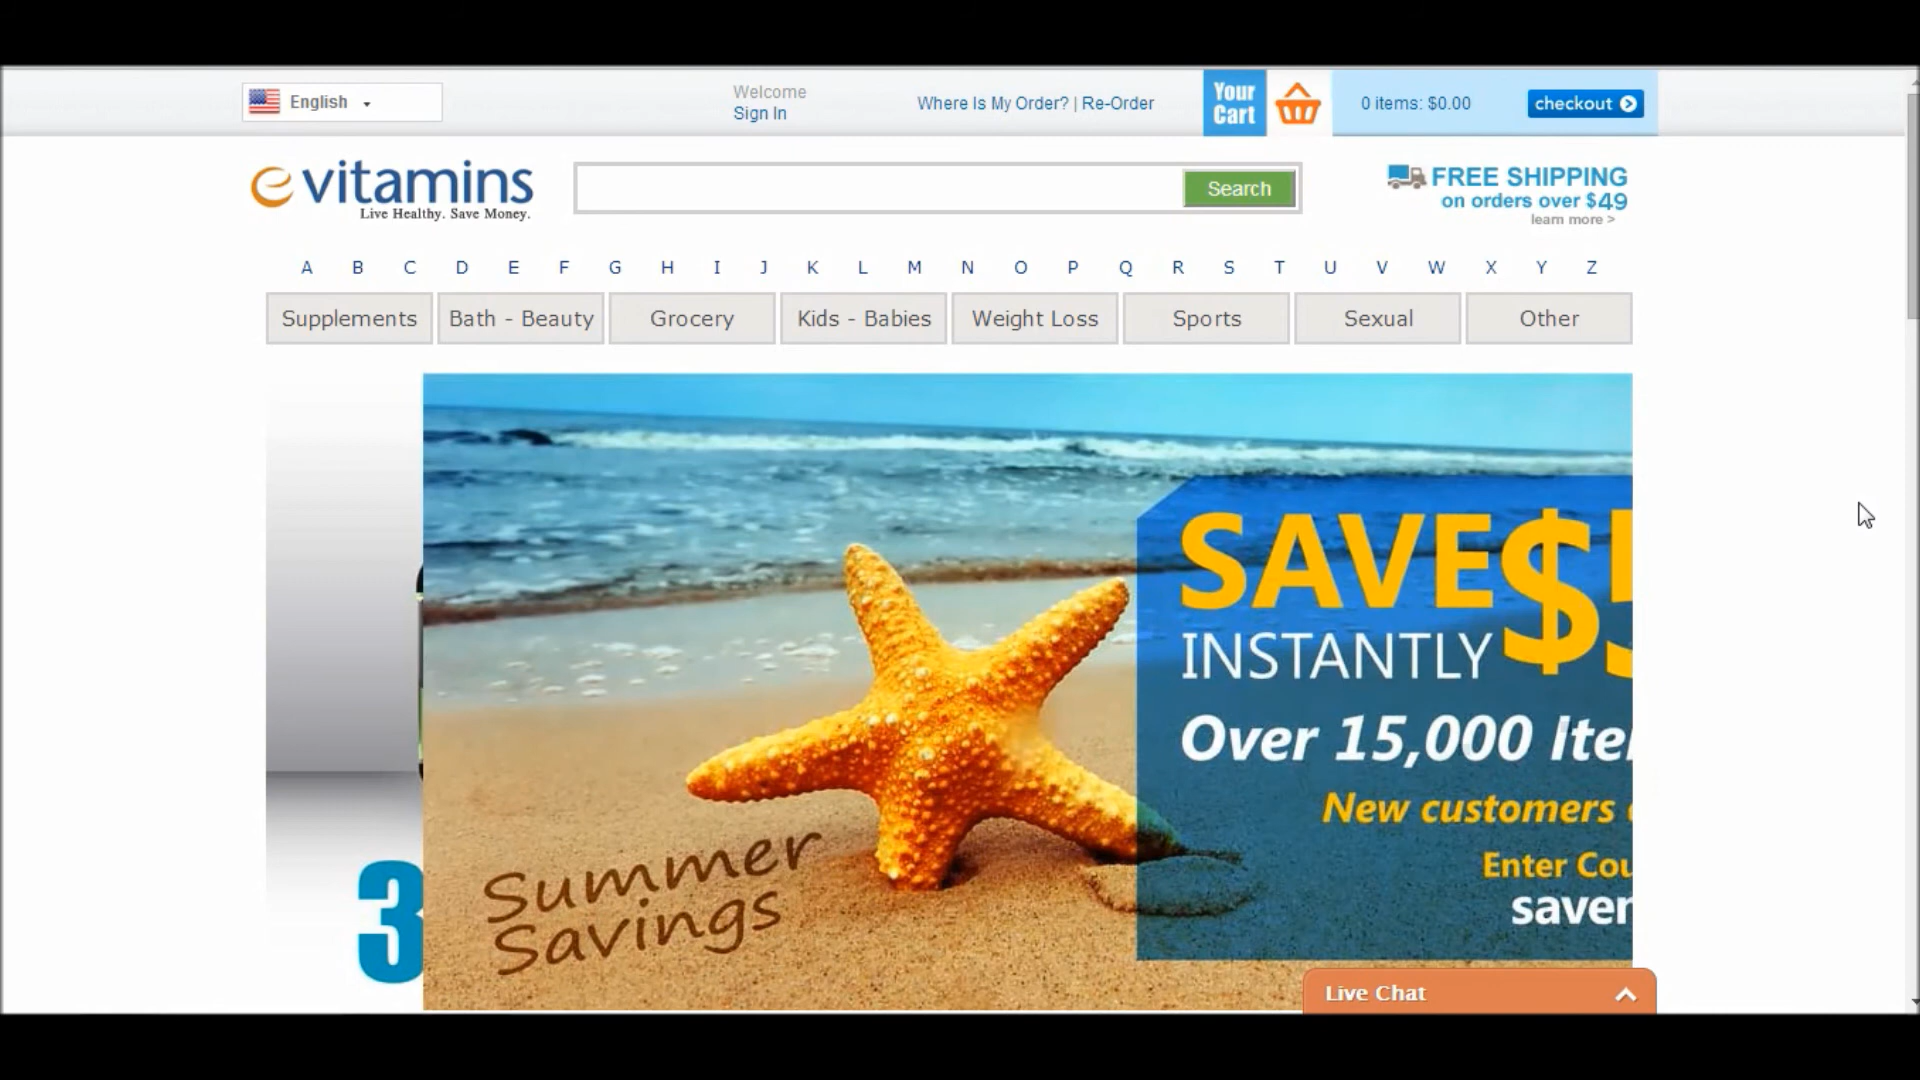 English
Welcome
Sign In
Where Is My Order? | Re-Order
Your
Cart
0 items: $0.00
checkout
evitamins
Live Healthy. Save Money.
Search
FREE SHIPPING
on orders over $49
learn more >
A B C D E F G H I J K L M N O P Q R S T U V W X Y Z
Supplements
Bath - Beauty
Grocery
Kids - Babies
Weight Loss
Sports
Sexual
Other
SAVE $
INSTANTLY
Over 15,000
New customers
Enter
Summer
Savings
3
Live Chat